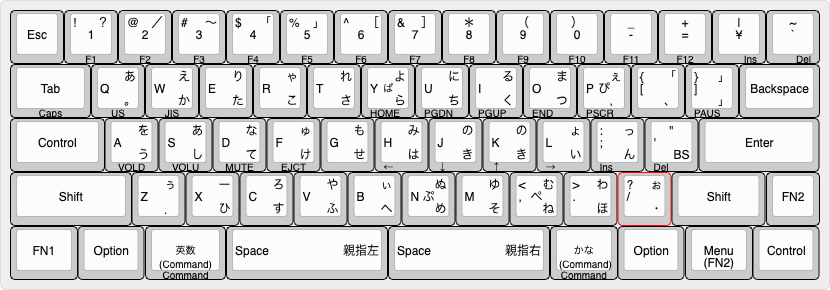 Esc ! ? 1 @ ／ 2 # ～ 3 $ 「 4 % 」 5 ^ [ 6 & ] 7 ＊ 8 ( 9 ) 0 _ - + = | ¥ ~ `
F1 F2 F3 F4 F5 F6 F7 F8 F9 F10 F11 F12 Ins Del
Tab Q あ 。 W え か E り た R ゃ こ T れ さ Y ぱ よ ら U に ち I る く O ま つ P ぴ ぇ , { 「 [ 、 } 」 ] 」 Backspace
Caps US JIS HOME PGDN PGUP END PSCR PAUS
Control A を う S あ し D な て F ゅ け G も せ H み は J の き K の き L ょ い : ; っ ん " ' BS Enter
VOLD VOLU MUTE EJCT ← ↓ ↑ → Ins Del
Shift Z ぅ . X ー ひ C ろ す V や ふ B ぃ へ N ぷ ぬ め M ゆ そ < , ぺ む ね > . わ ほ ? / ぉ ・ Shift FN2
FN1 Option 英数 (Command) Space 親指左 Space 親指右 かな (Command) Option Menu (FN2) Control
Command Command